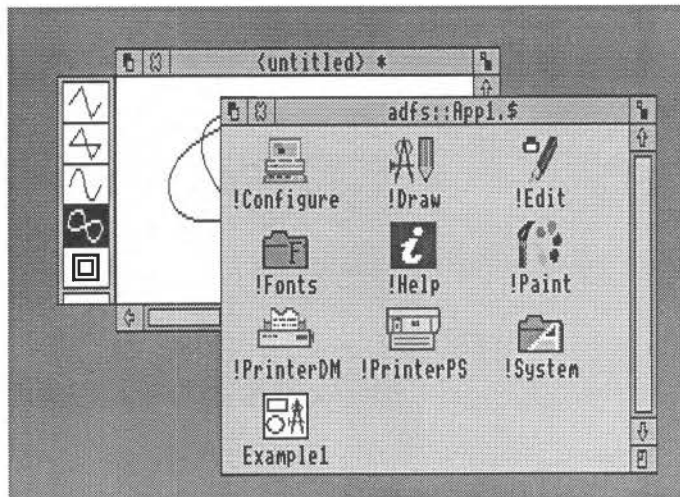 <untitled> *
adfs::App1.$
!Configure !Draw !Edit
!Fonts !Help !Paint
!PrinterDM !PrinterPS !System
Example1